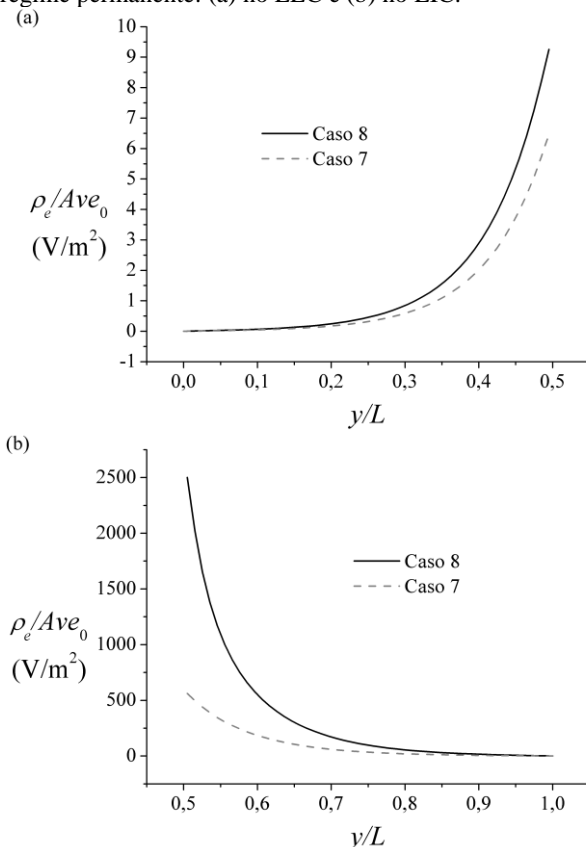 regime permanente: (a) no LEC e (b) no LIC.
(a)
10
9
8
7
6
5
4
3
2
1
0
-1
Caso 8
Caso 7
ρe/Ave0
(V/m2)
0,0 0,1 0,2 0,3 0,4 0,5
y/L
(b)
2500
2000
1500
1000
500
0
Caso 8
Caso 7
ρe/Ave0
(V/m2)
0,5 0,6 0,7 0,8 0,9 1,0
y/L